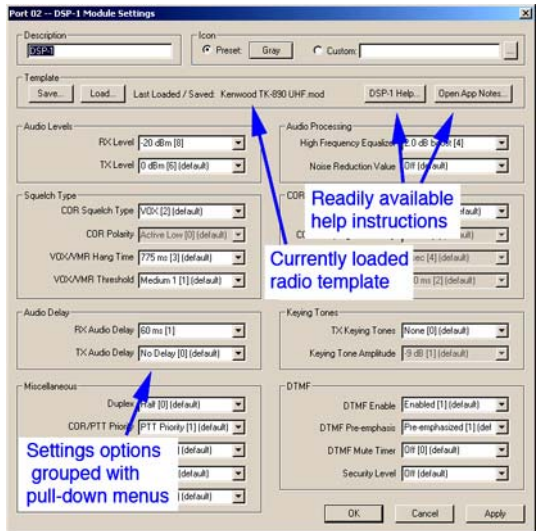 Port 02 -- DSP-1 Module Settings
Description
DSP-1
Icon
Preset: Gray Custom: ...
Template
Save... Load... Last Loaded / Saved: Kenwood TK-890 UHF.mod DSP-1 Help... Open App Notes...
Audio Levels
RX Level -20 dBm [8]
TX Level 0 dBm [6] (default)
Audio Processing
High Frequency Equalizer 2.0 dB boost [4]
Noise Reduction Value Off (default)
Readily available
help instructions
Squelch Type
COR Squelch Type VOX [2] (default)
COR Polarity Active Low [0] (default)
VOX/VMR Hang Time 775 ms [3] (default)
VOX/VMR Threshold Medium 1 [1] (default)
COR
Currently loaded
radio template
Audio Delay
RX Audio Delay 60 ms [1]
TX Audio Delay No Delay [0] (default)
Keying Tones
TX Keying Tones None [0] (default)
Keying Tone Amplitude -9 dB [1] (default)
Miscellaneous
Duplex Half [0] (default)
COR/PTT Priority PTT Priority [1] (default)
Settings options
grouped with
pull-down menus
DTMF
DTMF Enable Enabled [1] (default)
DTMF Pre-emphasis Pre-emphasized [1] (def
DTMF Mute Timer Off [0] (default)
Security Level Off (default)
OK Cancel Apply